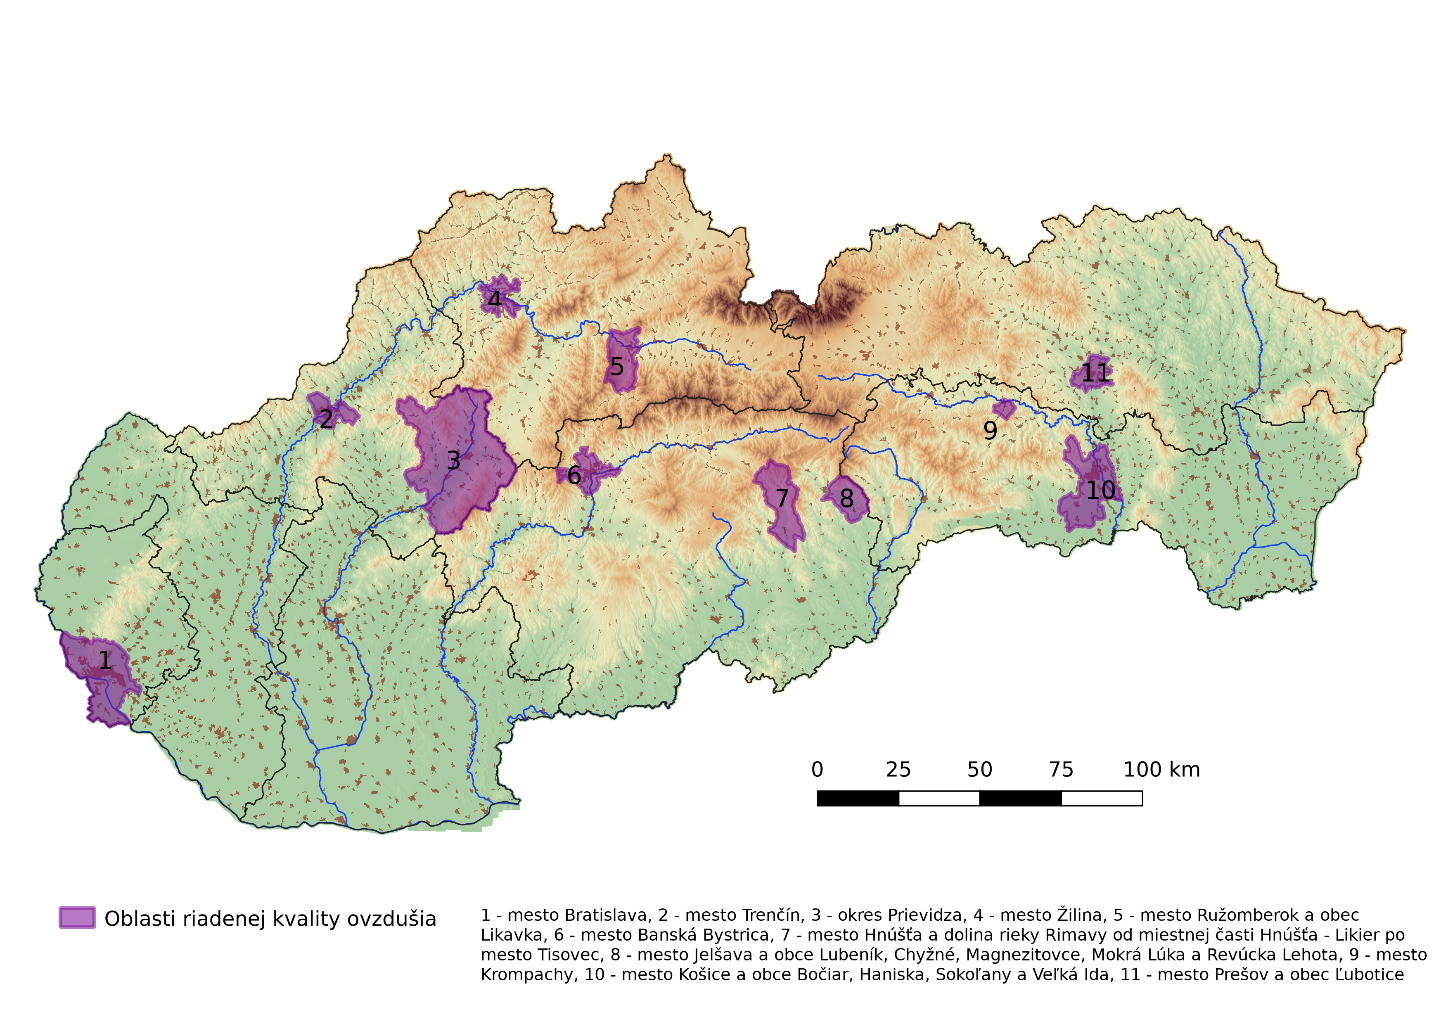 4
5
11
2
9
3
6
7
8
10
1
0 25 50 75 100 km
Oblasti riadenej kvality ovzdušia
1 - mesto Bratislava, 2 - mesto Trenčín, 3 - okres Prievidza, 4 - mesto Žilina, 5 - mesto Ružomberok a obec
Likavka, 6 - mesto Banská Bystrica, 7 - mesto Hnúšťa a dolina rieky Rimavy od miestnej časti Hnúšťa - Likier po
mesto Tisovec, 8 - mesto Jelšava a obce Lubeník, Chyžné, Magnezitovce, Mokrá Lúka a Revúcka Lehota, 9 - mesto
Krompachy, 10 - mesto Košice a obce Bočiar, Haniska, Sokoľany a Veľká Ida, 11 - mesto Prešov a obec Ľubotice